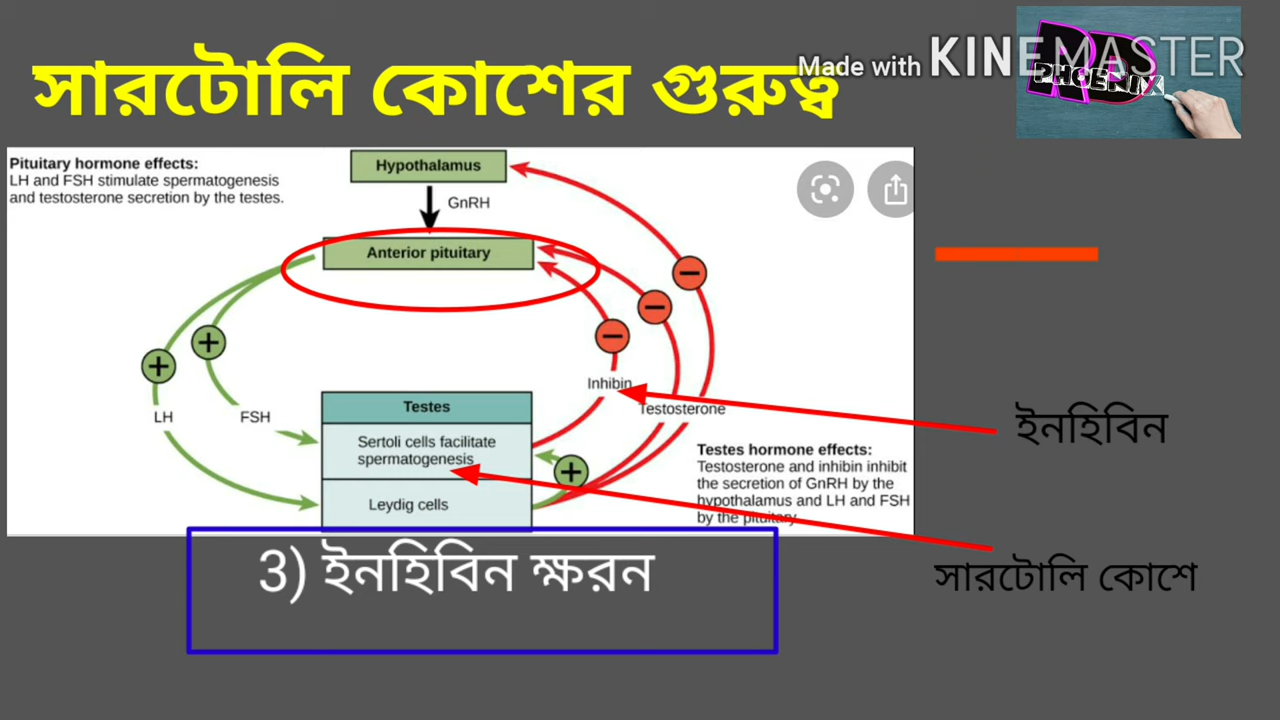 সারটোলি কোশের গুরুত্ব
Made with KINEMASTER
PHOENIX
Pituitary hormone effects:
LH and FSH stimulate spermatogenesis
and testosterone secretion by the testes.
Hypothalamus
GnRH
Anterior pituitary
Inhibin
Testosterone
LH
FSH
Testes
Sertoli cells facilitate
spermatogenesis
Leydig cells
Testes hormone effects:
Testosterone and inhibin inhibit
the secretion of GnRH by the
hypothalamus and LH and FSH
by the pituitary.
ইনহিবিন
সারটোলি কোশে
3) ইনহিবিন ক্ষরন